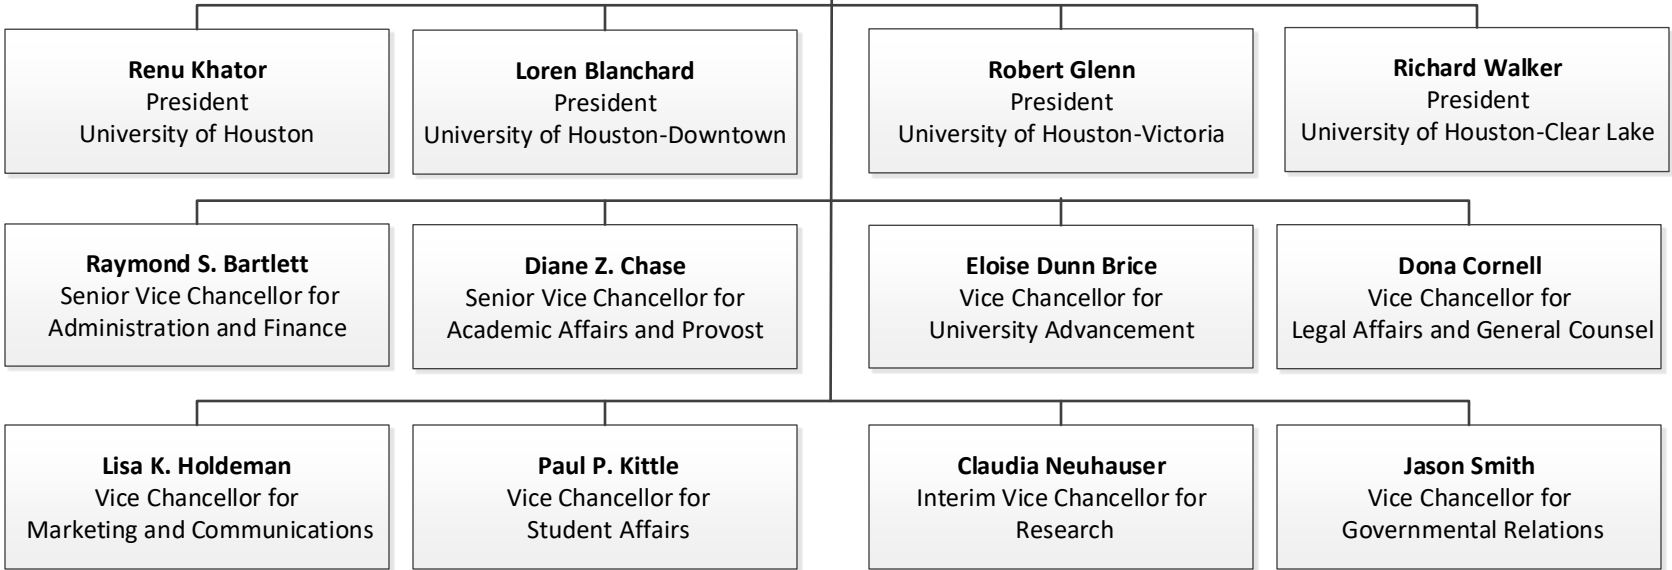 Renu Khator
President
University of Houston
Loren Blanchard
President
University of Houston-Downtown
Robert Glenn
President
University of Houston-Victoria
Richard Walker
President
University of Houston-Clear Lake
Raymond S. Bartlett
Senior Vice Chancellor for
Administration and Finance
Diane Z. Chase
Senior Vice Chancellor for
Academic Affairs and Provost
Eloise Dunn Brice
Vice Chancellor for
University Advancement
Dona Cornell
Vice Chancellor for
Legal Affairs and General Counsel
Lisa K. Holdeman
Vice Chancellor for
Marketing and Communications
Paul P. Kittle
Vice Chancellor for
Student Affairs
Claudia Neuhauser
Interim Vice Chancellor for
Research
Jason Smith
Vice Chancellor for
Governmental Relations